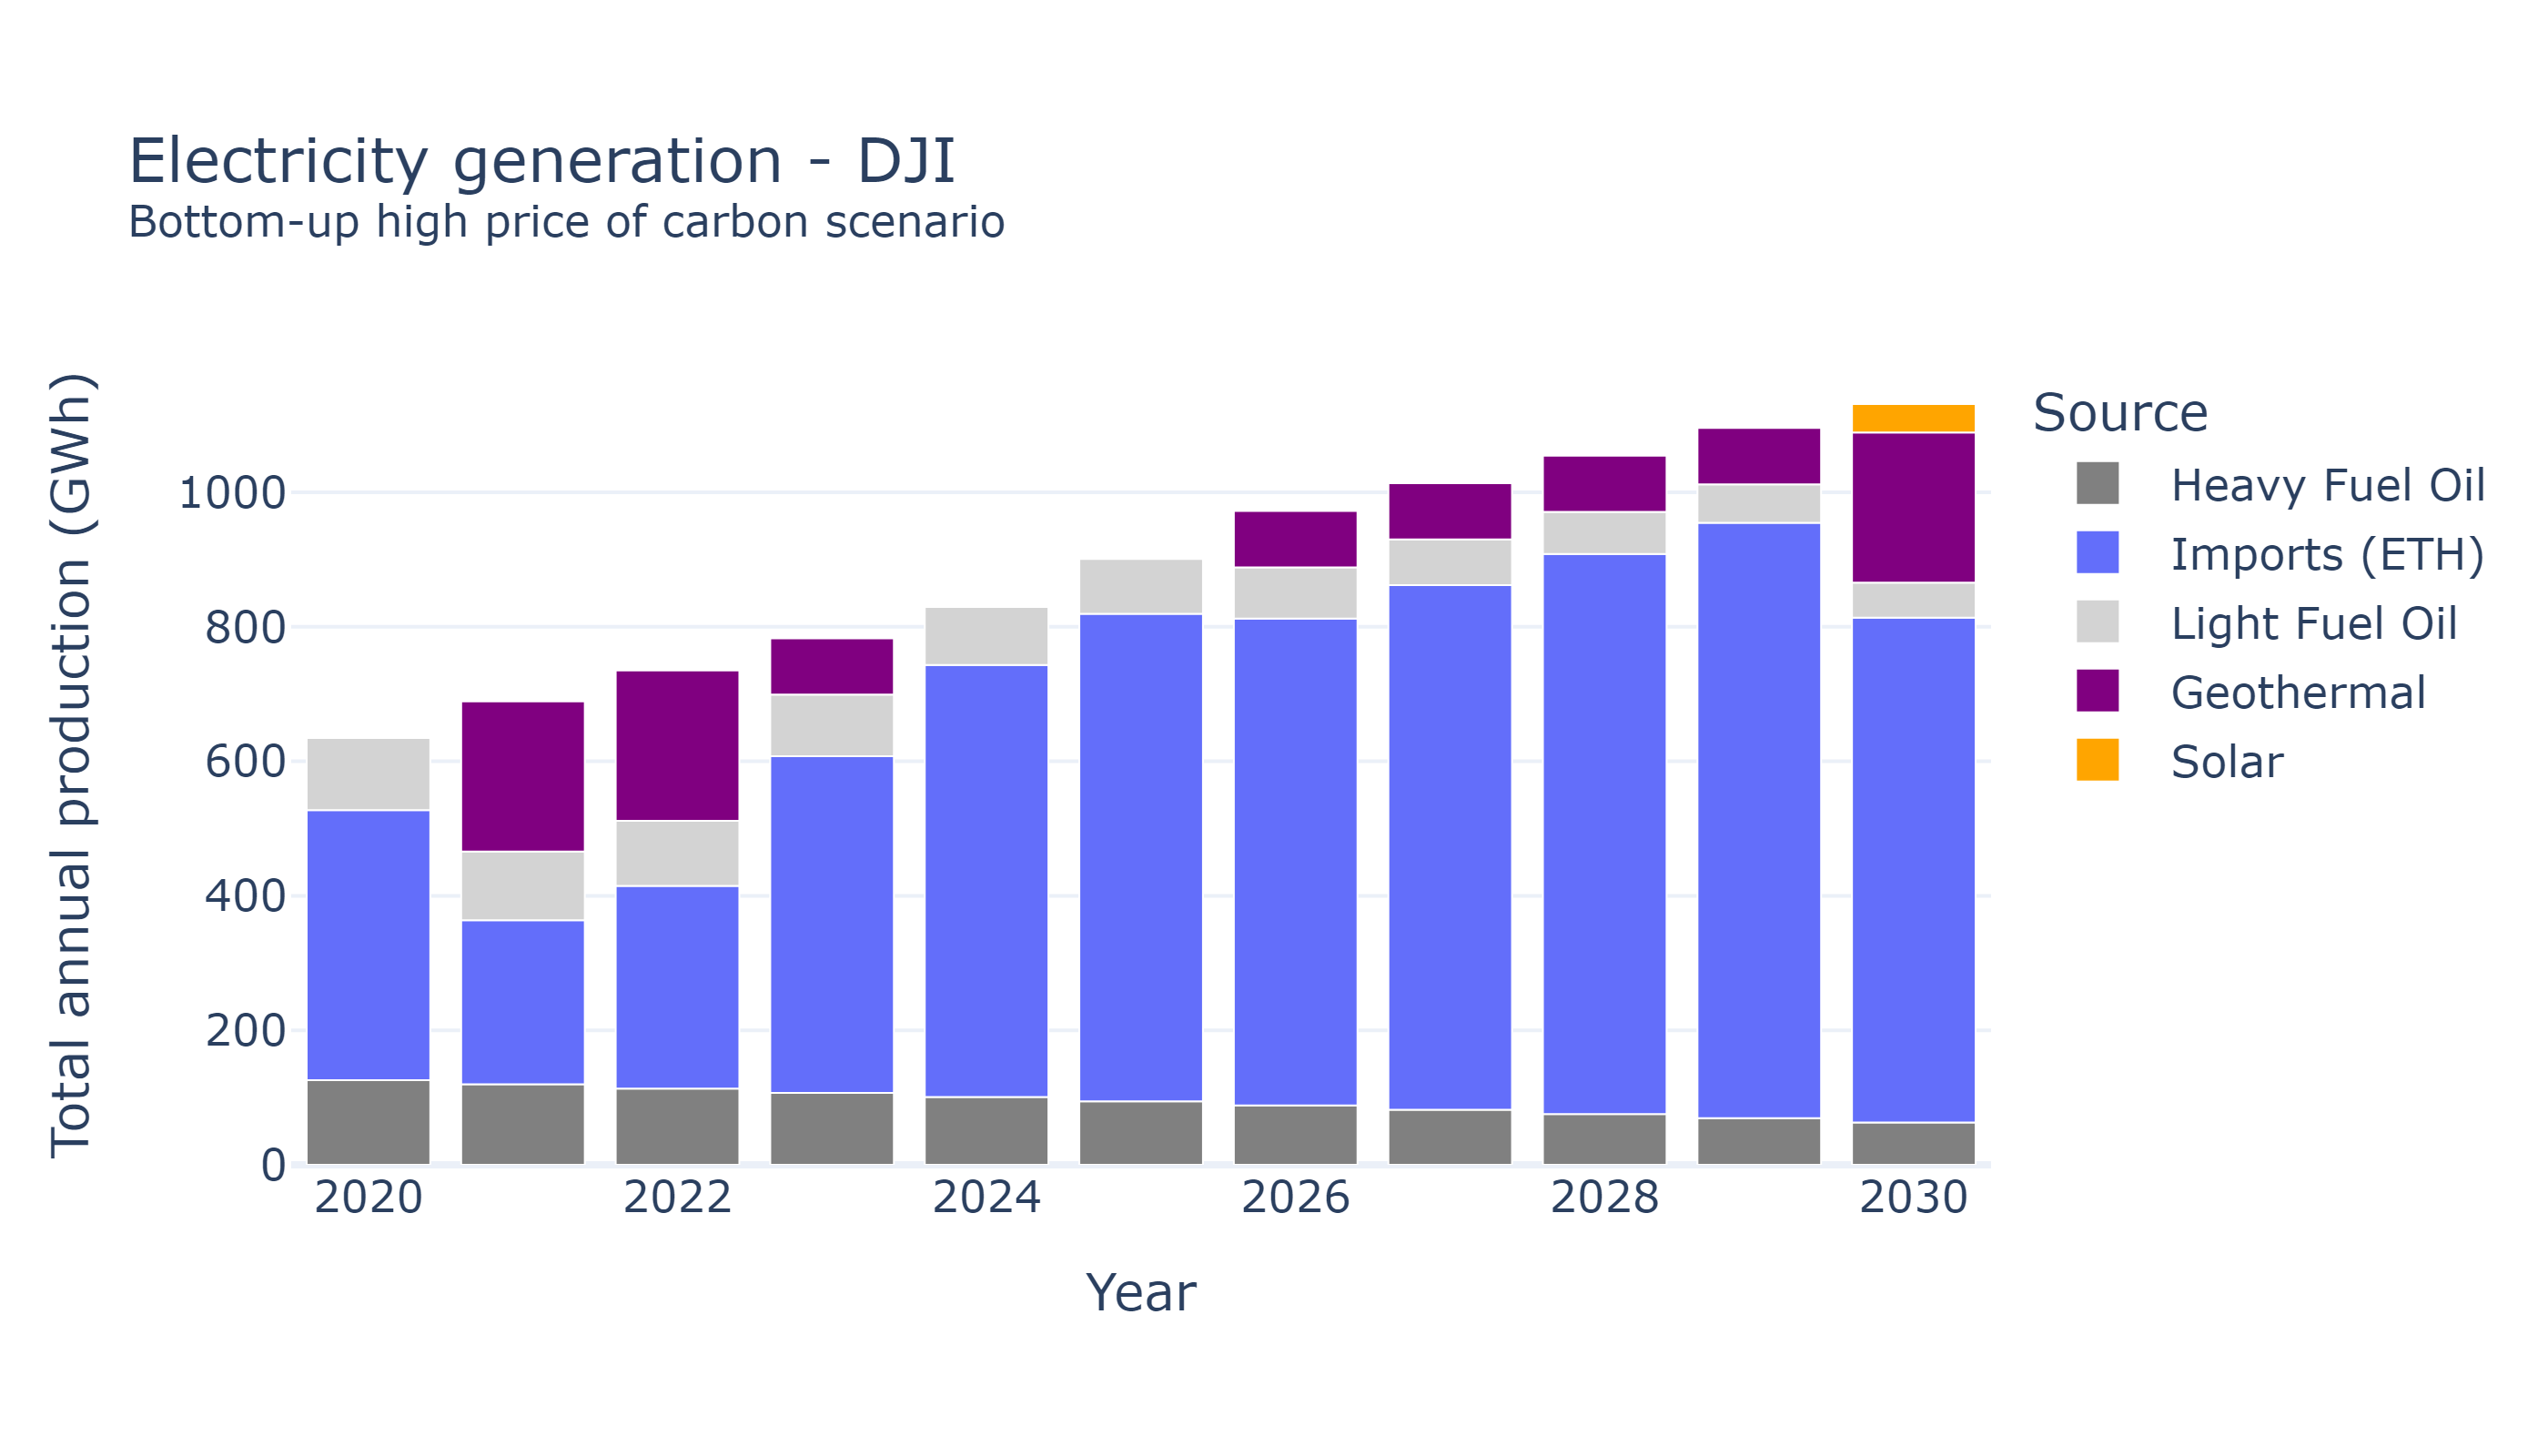 Electricity generation - DJI
Bottom-up high price of carbon scenario
Total annual production (GWh)
1000
800
600
400
200
0
2020
2022
2024
2026
2028
2030
Year
Source
Heavy Fuel Oil
Imports (ETH)
Light Fuel Oil
Geothermal
Solar